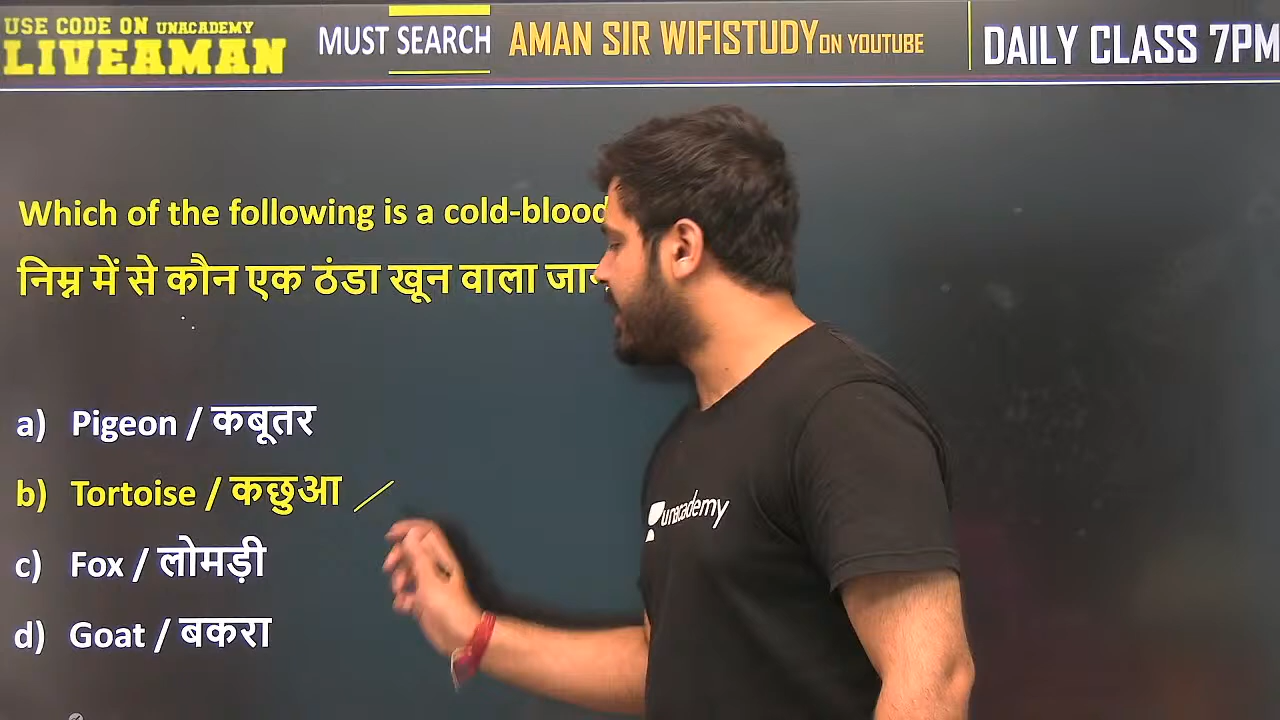 USE CODE ON UNACADEMY
LIVEAMAN
MUST SEARCH
AMAN SIR WIFISTUDY ON YOUTUBE
DAILY CLASS 7PM
Which of the following is a cold-blood
निम्न में से कौन एक ठंडा खून वाला
a) Pigeon / कबूतर
b) Tortoise / कछुआ
c) Fox / लोमड़ी
d) Goat / बकरा
unacademy